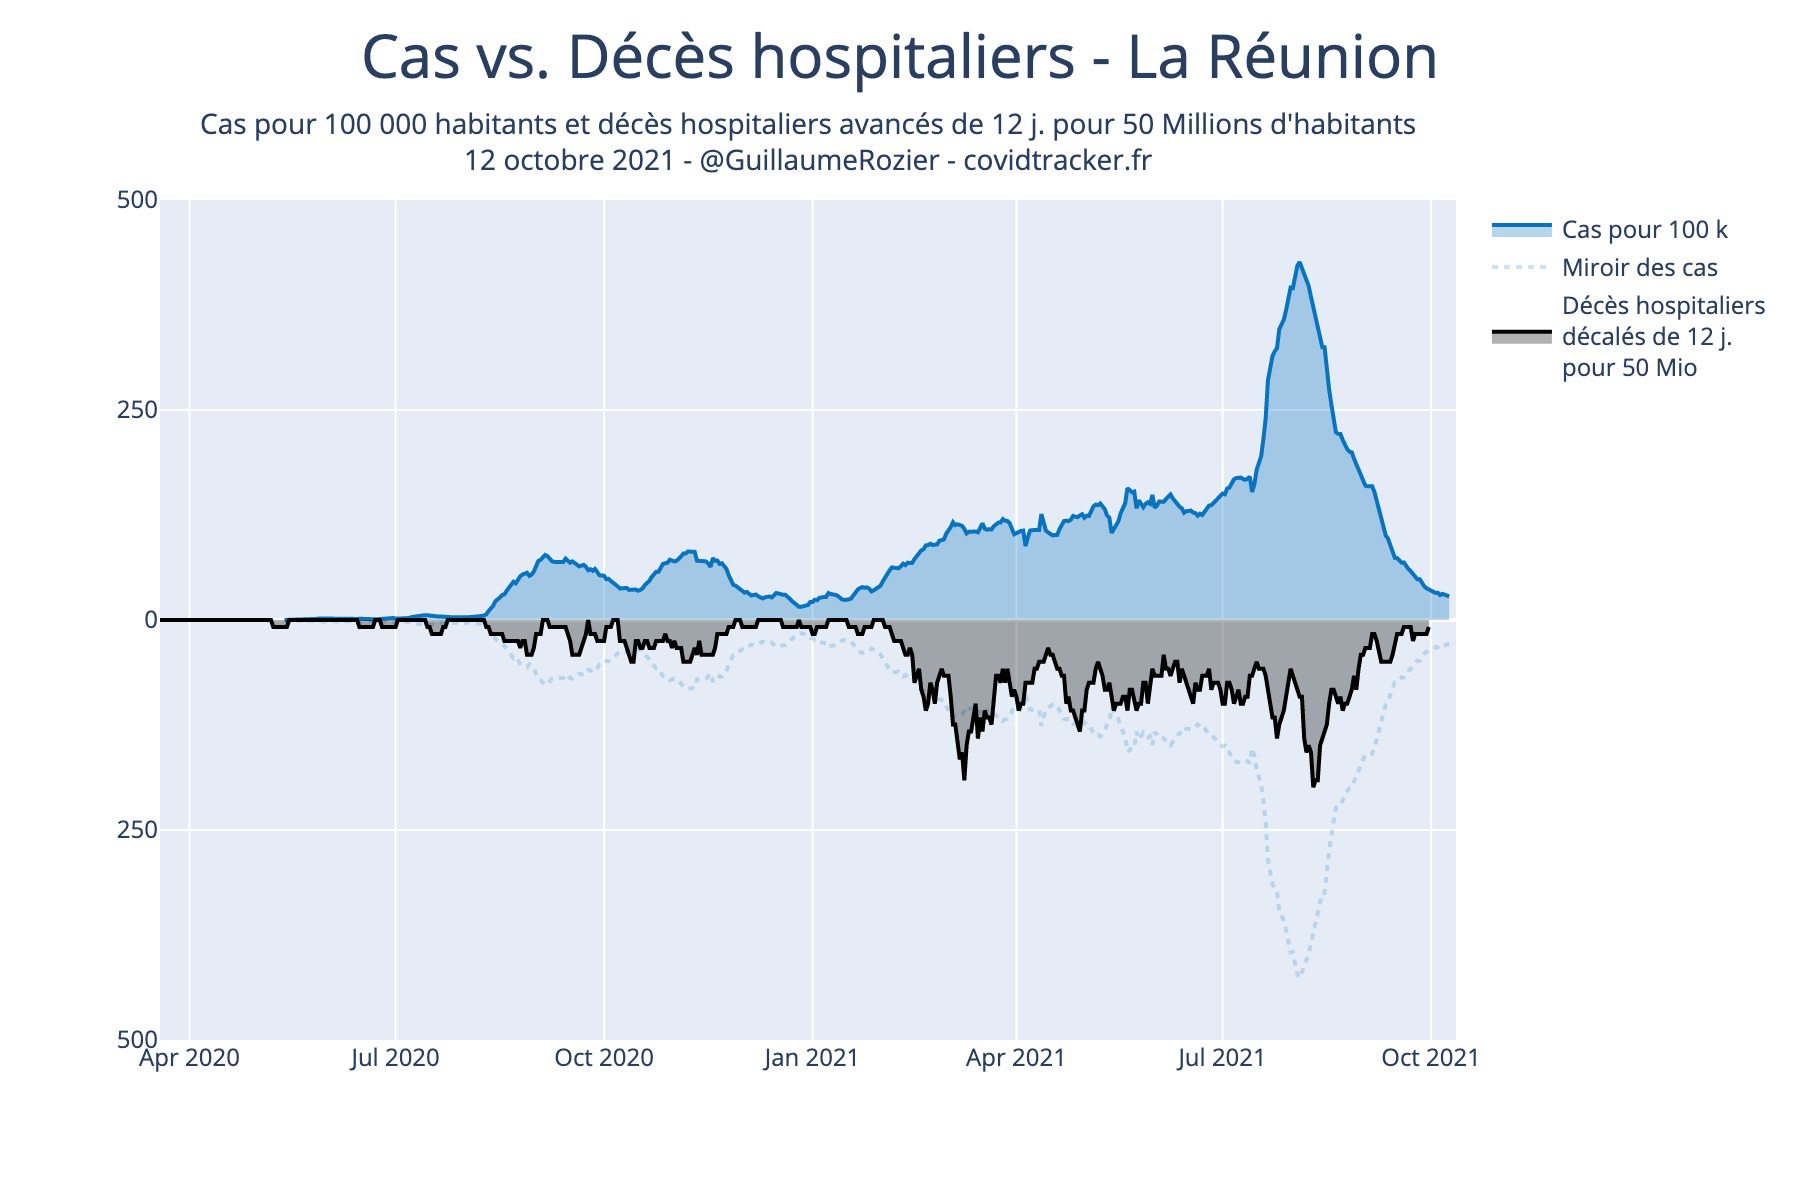 Cas vs. Décès hospitaliers - La Réunion
Cas pour 100 000 habitants et décès hospitaliers avancés de 12 j. pour 50 Millions d'habitants
12 octobre 2021 - @GuillaumeRozier - covidtracker.fr
500
250
0
250
500
Apr 2020
Jul 2020
Oct 2020
Jan 2021
Apr 2021
Jul 2021
Oct 2021
Cas pour 100 k
Miroir des cas
Décès hospitaliers
décalés de 12 j.
pour 50 Mio